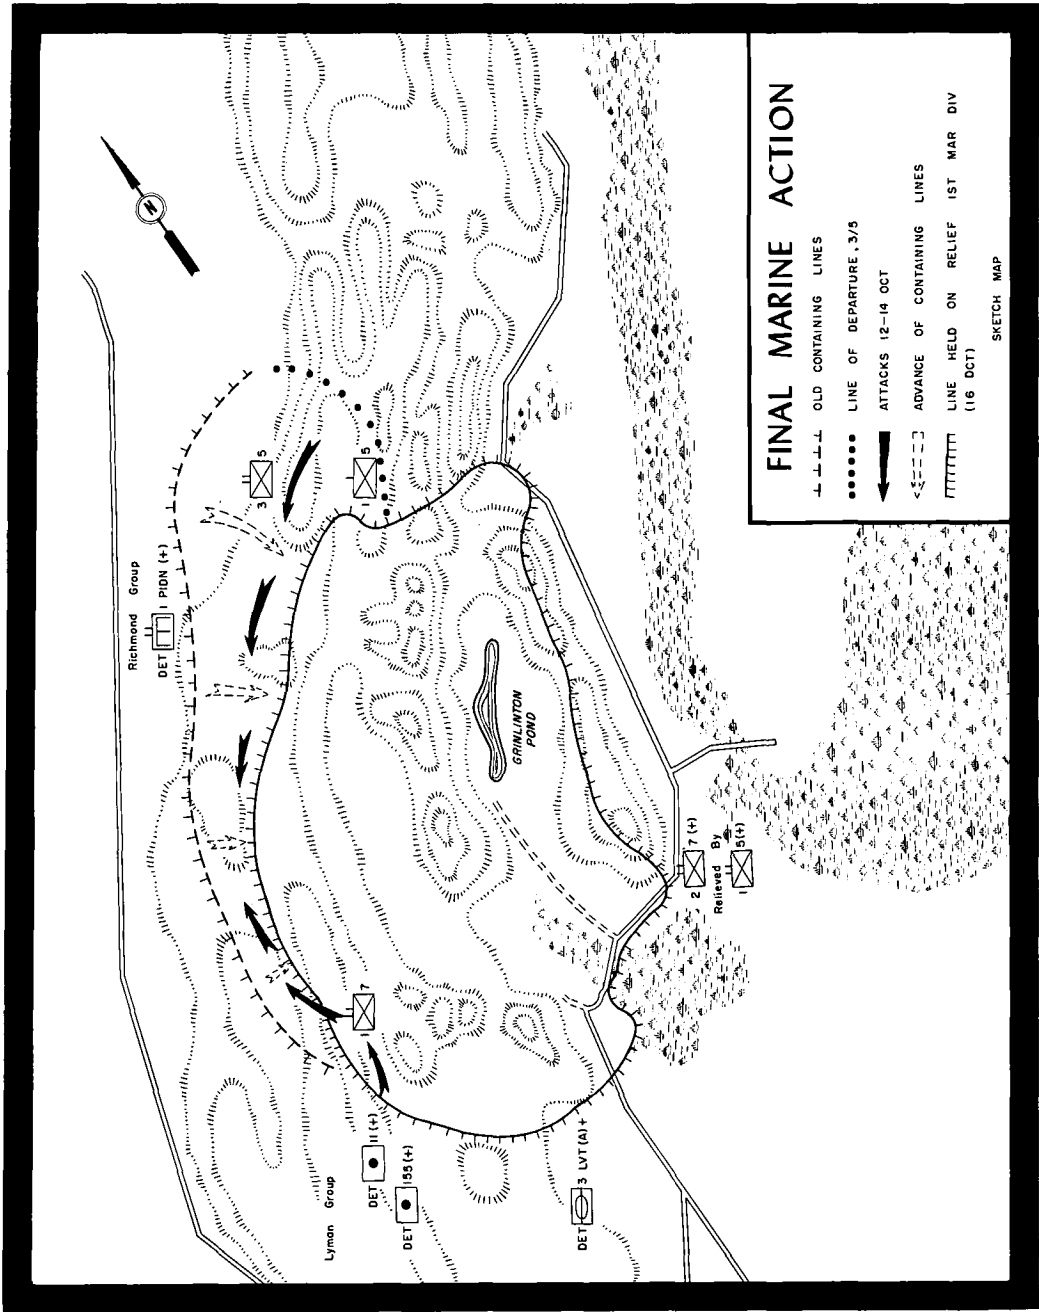 FINAL MARINE ACTION
OLD CONTAINING LINES
LINE OF DEPARTURE, 3/5
ATTACKS 12-14 OCT
ADVANCE OF CONTAINING LINES
LINE HELD ON RELIEF 1ST MAR DIV
(16 OCT)
SKETCH MAP
N
Richmond Group
DET 1 PION (+)
3 5
1 5
GRINLINTON
POND
1 7
2 7 (+)
Relieved By
1 5(+)
Lyman Group
DET 11 (+)
DET 155 (+)
DET 3 LVT(A)+